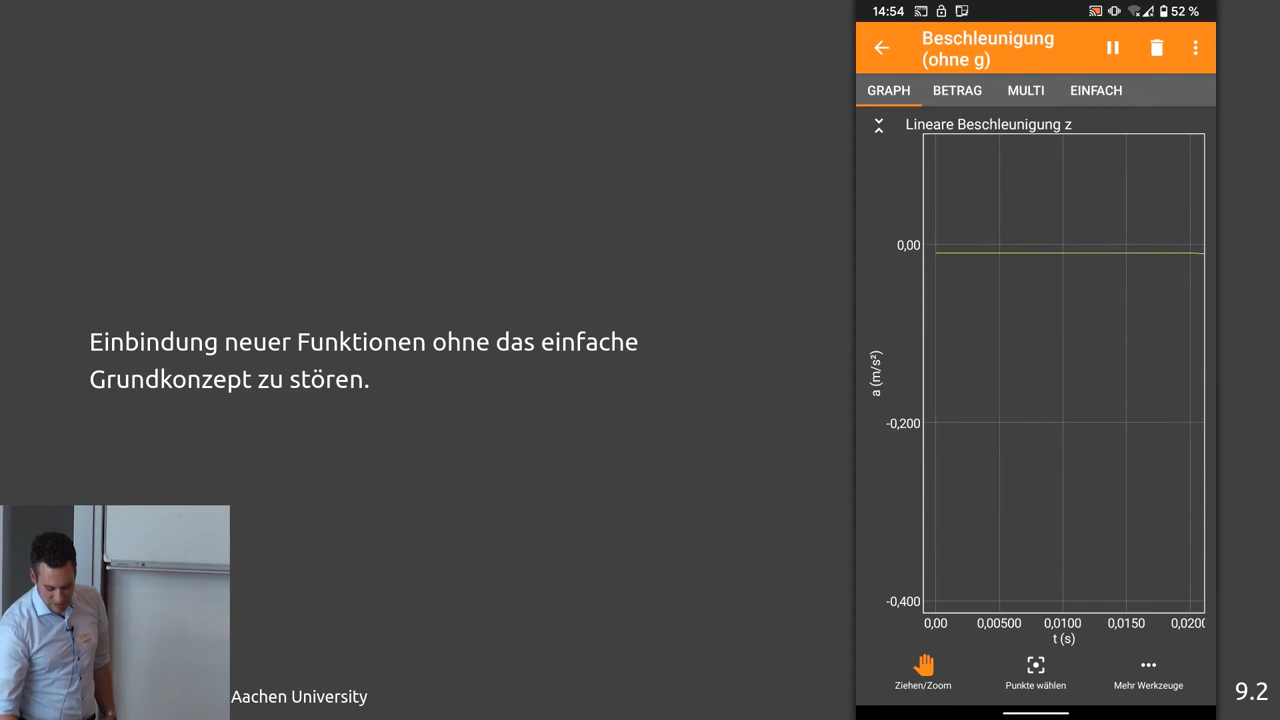 Einbindung neuer Funktionen ohne das einfache
Grundkonzept zu stören.
Aachen University
14:54
52 %
Beschleunigung
(ohne g)
GRAPH BETRAG MULTI EINFACH
Lineare Beschleunigung z
0,00
-0,200
-0,400
a (m/s²)
0,00 0,00500 0,0100 0,0150 0,0200
t (s)
Ziehen/Zoom Punkte wählen Mehr Werkzeuge
9.2